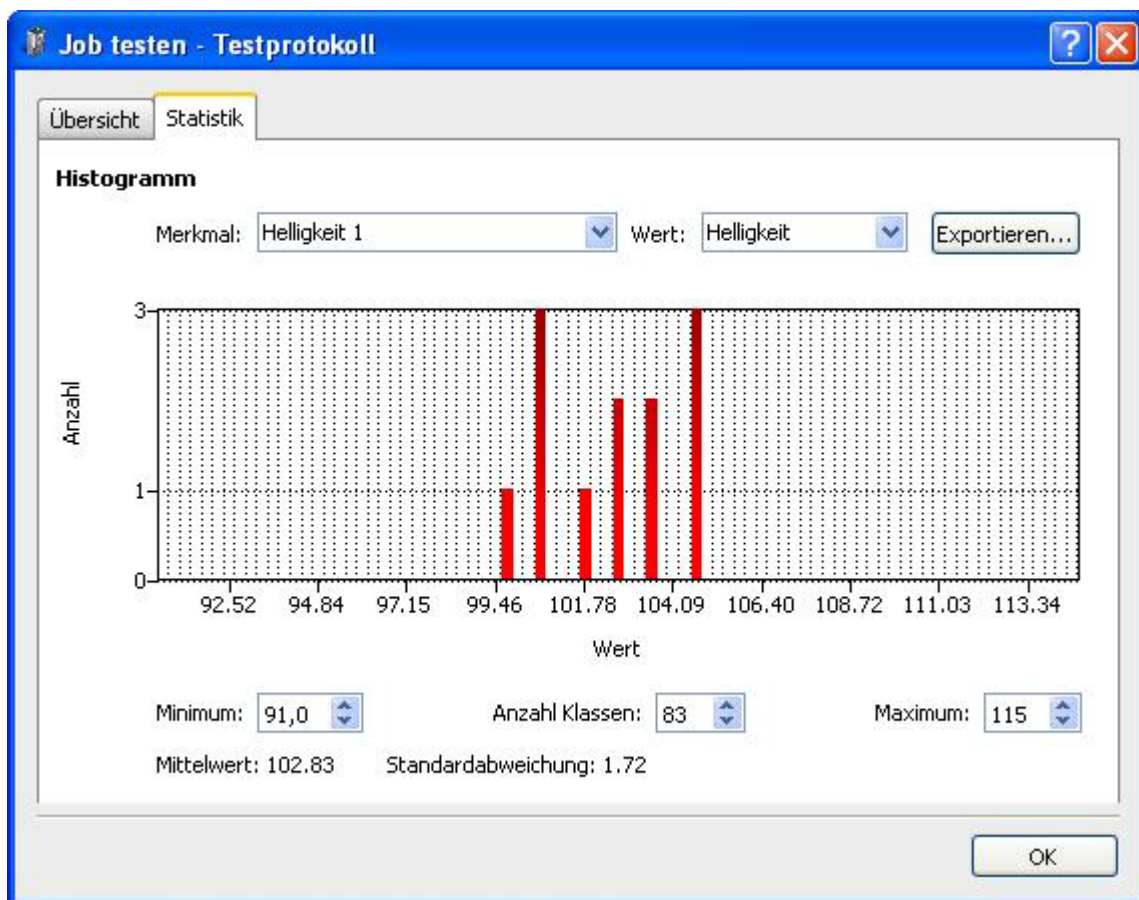 Job testen - Testprotokoll
Übersicht Statistik
Histogramm
Merkmal: Helligkeit 1 Wert: Helligkeit Exportieren...
3
Anzahl
1
0
92.52 94.84 97.15 99.46 101.78 104.09 106.40 108.72 111.03 113.34
Wert
Minimum: 91,0 Anzahl Klassen: 83 Maximum: 115
Mittelwert: 102.83 Standardabweichung: 1.72
OK